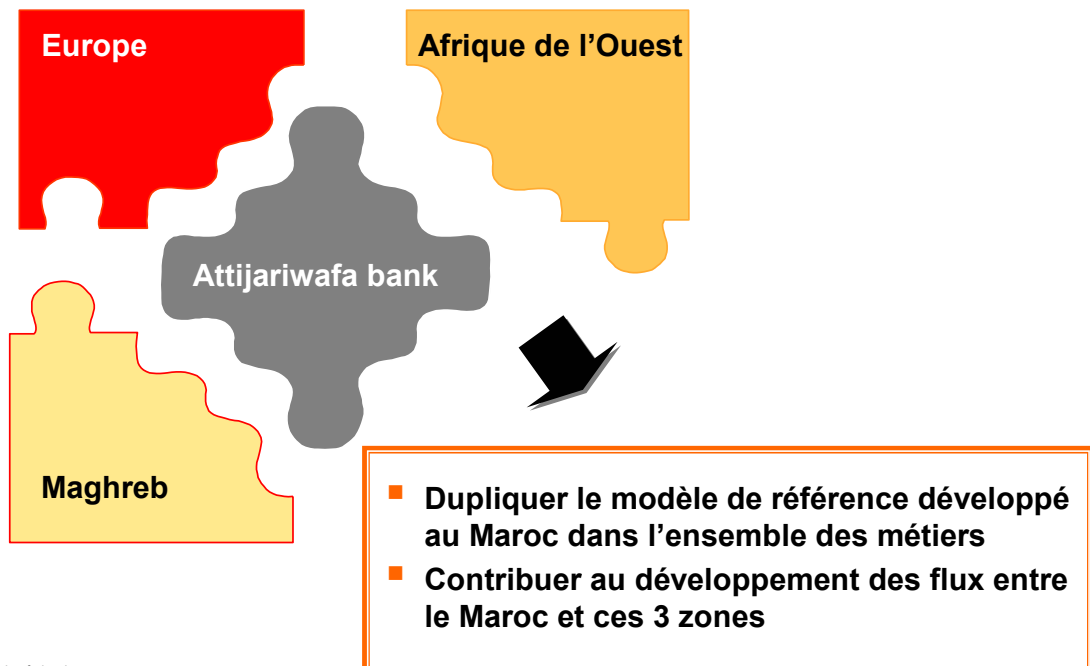 Europe
Afrique de l’Ouest
Attijariwafa bank
Maghreb
▪ Dupliquer le modèle de référence développé
au Maroc dans l’ensemble des métiers
▪ Contribuer au développement des flux entre
le Maroc et ces 3 zones